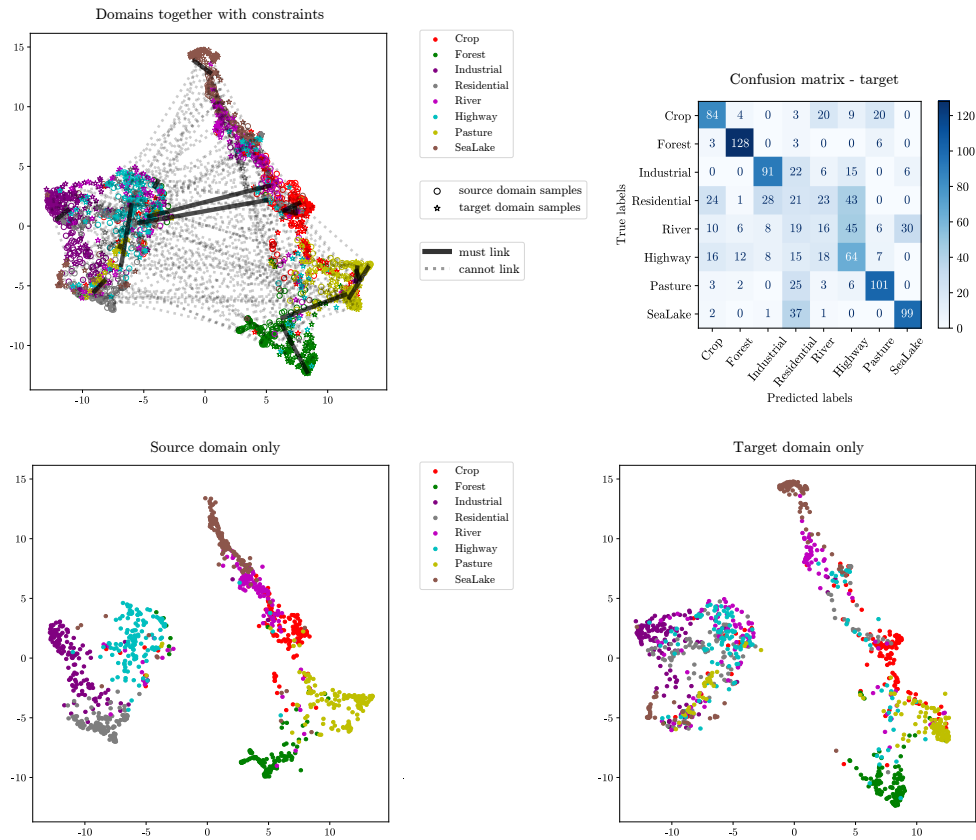 Domains together with constraints
15
10
5
0
-5
-10
-10 -5 0 5 10
Crop
Forest
Industrial
Residential
River
Highway
Pasture
SeaLake
source domain samples
target domain samples
must link
cannot link
Confusion matrix - target
True labels
Crop 84 4 0 3 20 9 20 0
Forest 3 128 0 0 3 0 6 0
Industrial 0 0 91 22 6 15 0 6
Residential 24 1 28 21 23 43 0 0
River 10 6 8 19 16 45 6 30
Highway 16 12 8 15 18 64 7 0
Pasture 3 2 0 25 3 6 101 0
SeaLake 2 0 1 37 1 0 0 99
Crop Forest Industrial Residential River Highway Pasture SeaLake
Predicted labels
120
100
80
60
40
20
0
Source domain only
15
10
5
0
-5
-10
-10 -5 0 5 10
Crop
Forest
Industrial
Residential
River
Highway
Pasture
SeaLake
Target domain only
15
10
5
0
-5
-10
-10 -5 0 5 10